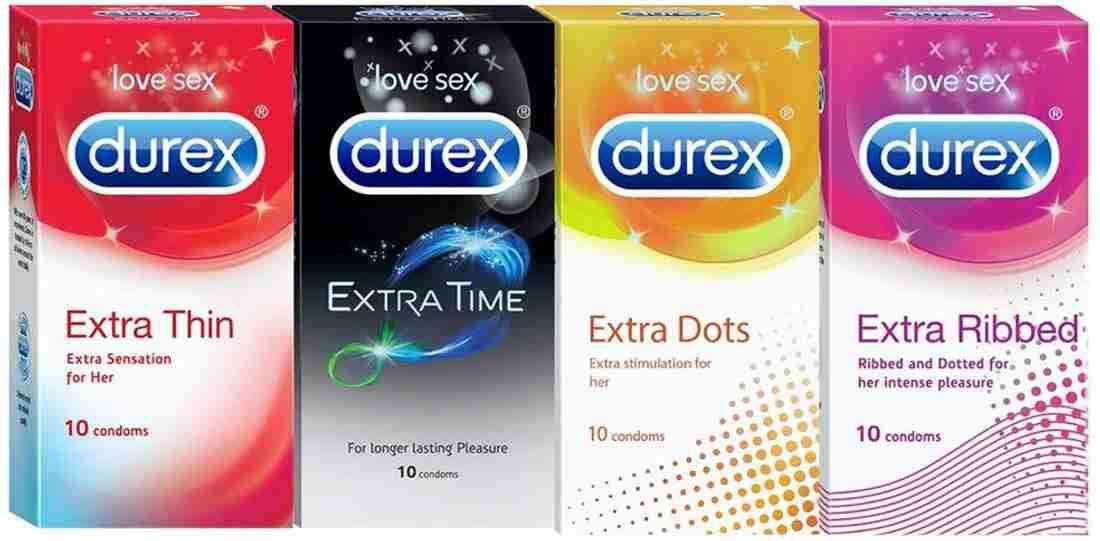 love sex
durex®
Extra Thin
Extra Sensation
for Her
10 condoms
EXTRA TIME
love sex
durex®
EXTRA TIME
For longer lasting Pleasure
10 condoms
love sex
durex®
Extra Dots
Extra stimulation for
her
10 condoms
love sex
durex®
Extra Ribbed
Ribbed and Dotted for
her intense pleasure
10 condoms